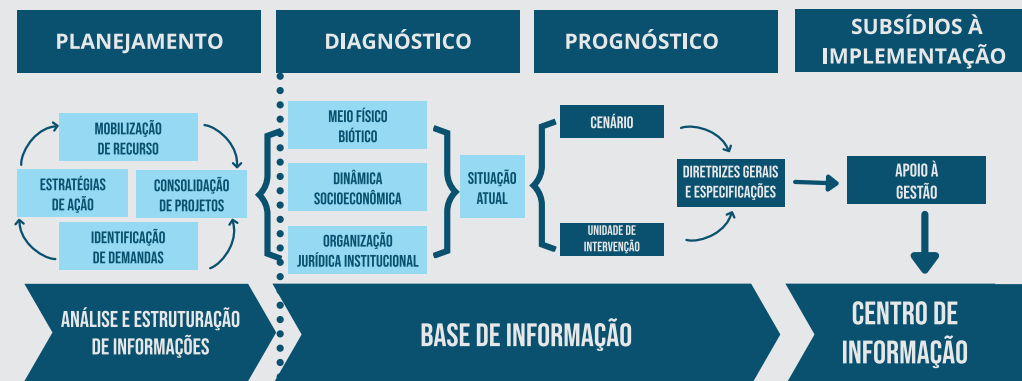 PLANEJAMENTO
DIAGNÓSTICO
PROGNÓSTICO
SUBSÍDIOS À
IMPLEMENTAÇÃO
MOBILIZAÇÃO
DE RECURSO
ESTRATÉGIAS
DE AÇÃO
CONSOLIDAÇÃO
DE PROJETOS
IDENTIFICAÇÃO
DE DEMANDAS
MEIO FÍSICO
BIÓTICO
DINÂMICA
SOCIOECONÔMICA
ORGANIZAÇÃO
JURÍDICA INSTITUCIONAL
SITUAÇÃO
ATUAL
CENÁRIO
UNIDADE DE
INTERVENÇÃO
DIRETRIZES GERAIS
E ESPECIFICAÇÕES
APOIO À
GESTÃO
ANÁLISE E ESTRUTURAÇÃO
DE INFORMAÇÕES
BASE DE INFORMAÇÃO
CENTRO DE
INFORMAÇÃO